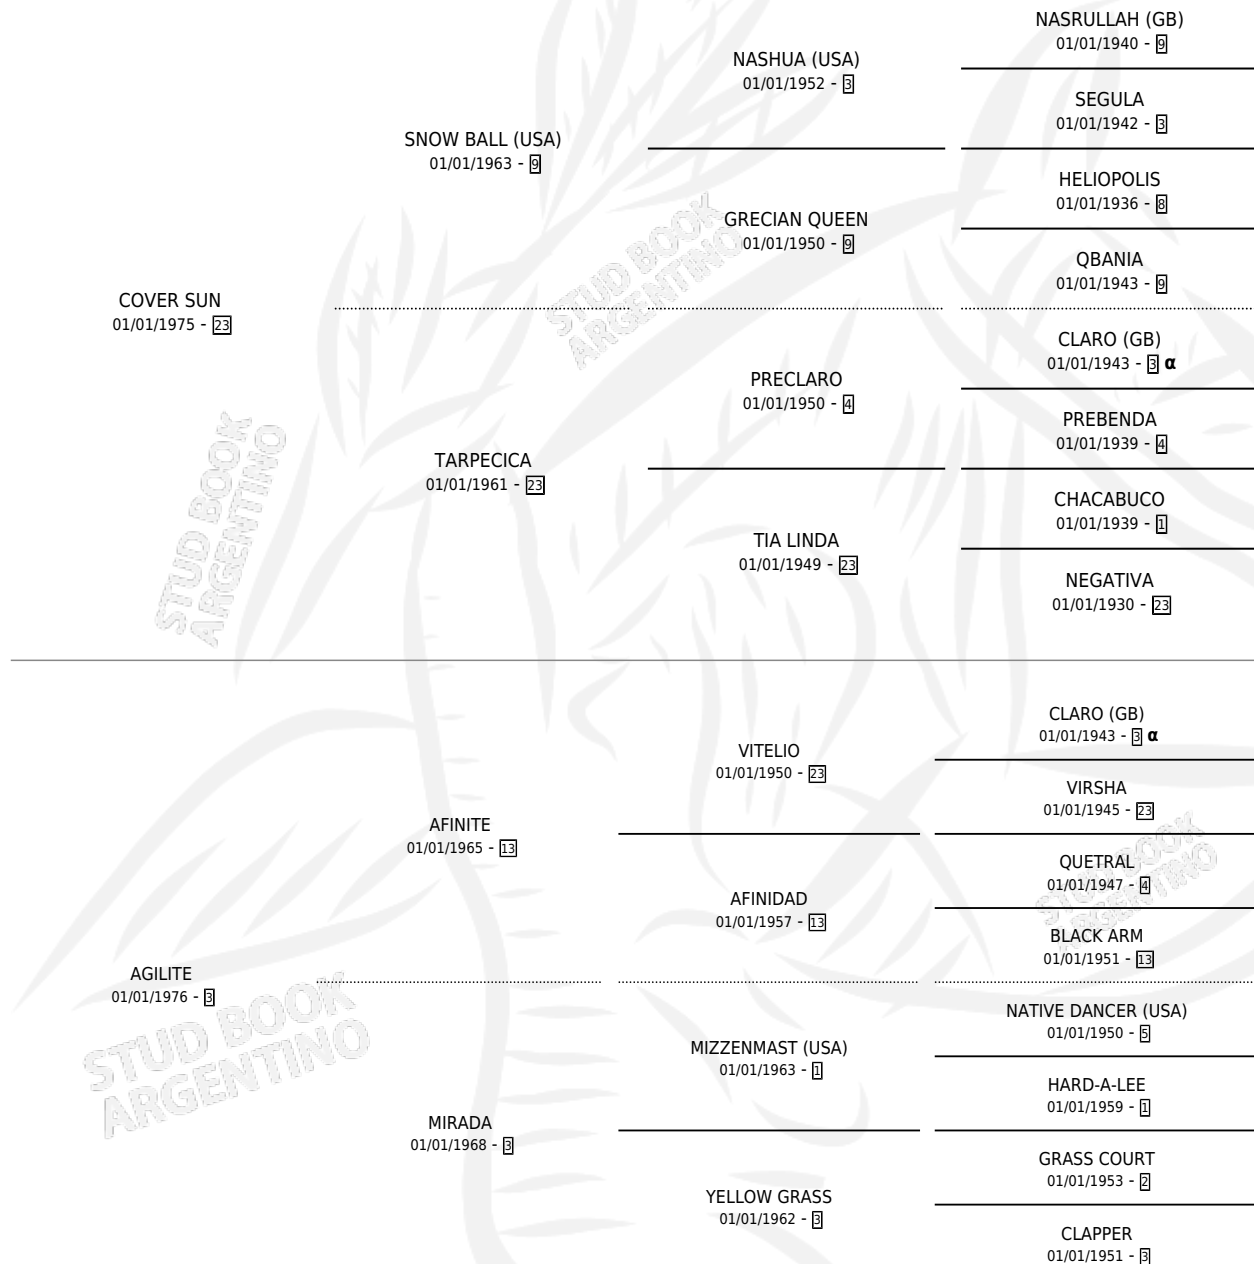 NASRULLAH (GB)
01/01/1940 - 9
NASHUA (USA)
01/01/1952 - 3
SEGULA
01/01/1942 - 3
SNOW BALL (USA)
01/01/1963 - 9
HELIOPOLIS
01/01/1936 - 8
GRECIAN QUEEN
01/01/1950 - 9
QBANIA
01/01/1943 - 9
COVER SUN
01/01/1975 - 23
CLARO (GB)
01/01/1943 - 3 α
PRECLARO
01/01/1950 - 4
PREBENDA
01/01/1939 - 4
TARPECICA
01/01/1961 - 23
CHACABUCO
01/01/1939 - 1
TIA LINDA
01/01/1949 - 23
NEGATIVA
01/01/1930 - 23
CLARO (GB)
01/01/1943 - 3 α
VITELIO
01/01/1950 - 23
VIRSHA
01/01/1945 - 23
AFINITE
01/01/1965 - 13
QUETRAL
01/01/1947 - 4
AFINIDAD
01/01/1957 - 13
BLACK ARM
01/01/1951 - 13
AGILITE
01/01/1976 - 3
NATIVE DANCER (USA)
01/01/1950 - 5
MIZZENMAST (USA)
01/01/1963 - 1
HARD-A-LEE
01/01/1959 - 1
MIRADA
01/01/1968 - 3
GRASS COURT
01/01/1953 - 2
YELLOW GRASS
01/01/1962 - 3
CLAPPER
01/01/1951 - 3
STUD BOOK
ARGENTINO
STUD BOOK
ARGENTINO
STUD BOOK
ARGENTINO
STUD BOOK
ARGENTINO